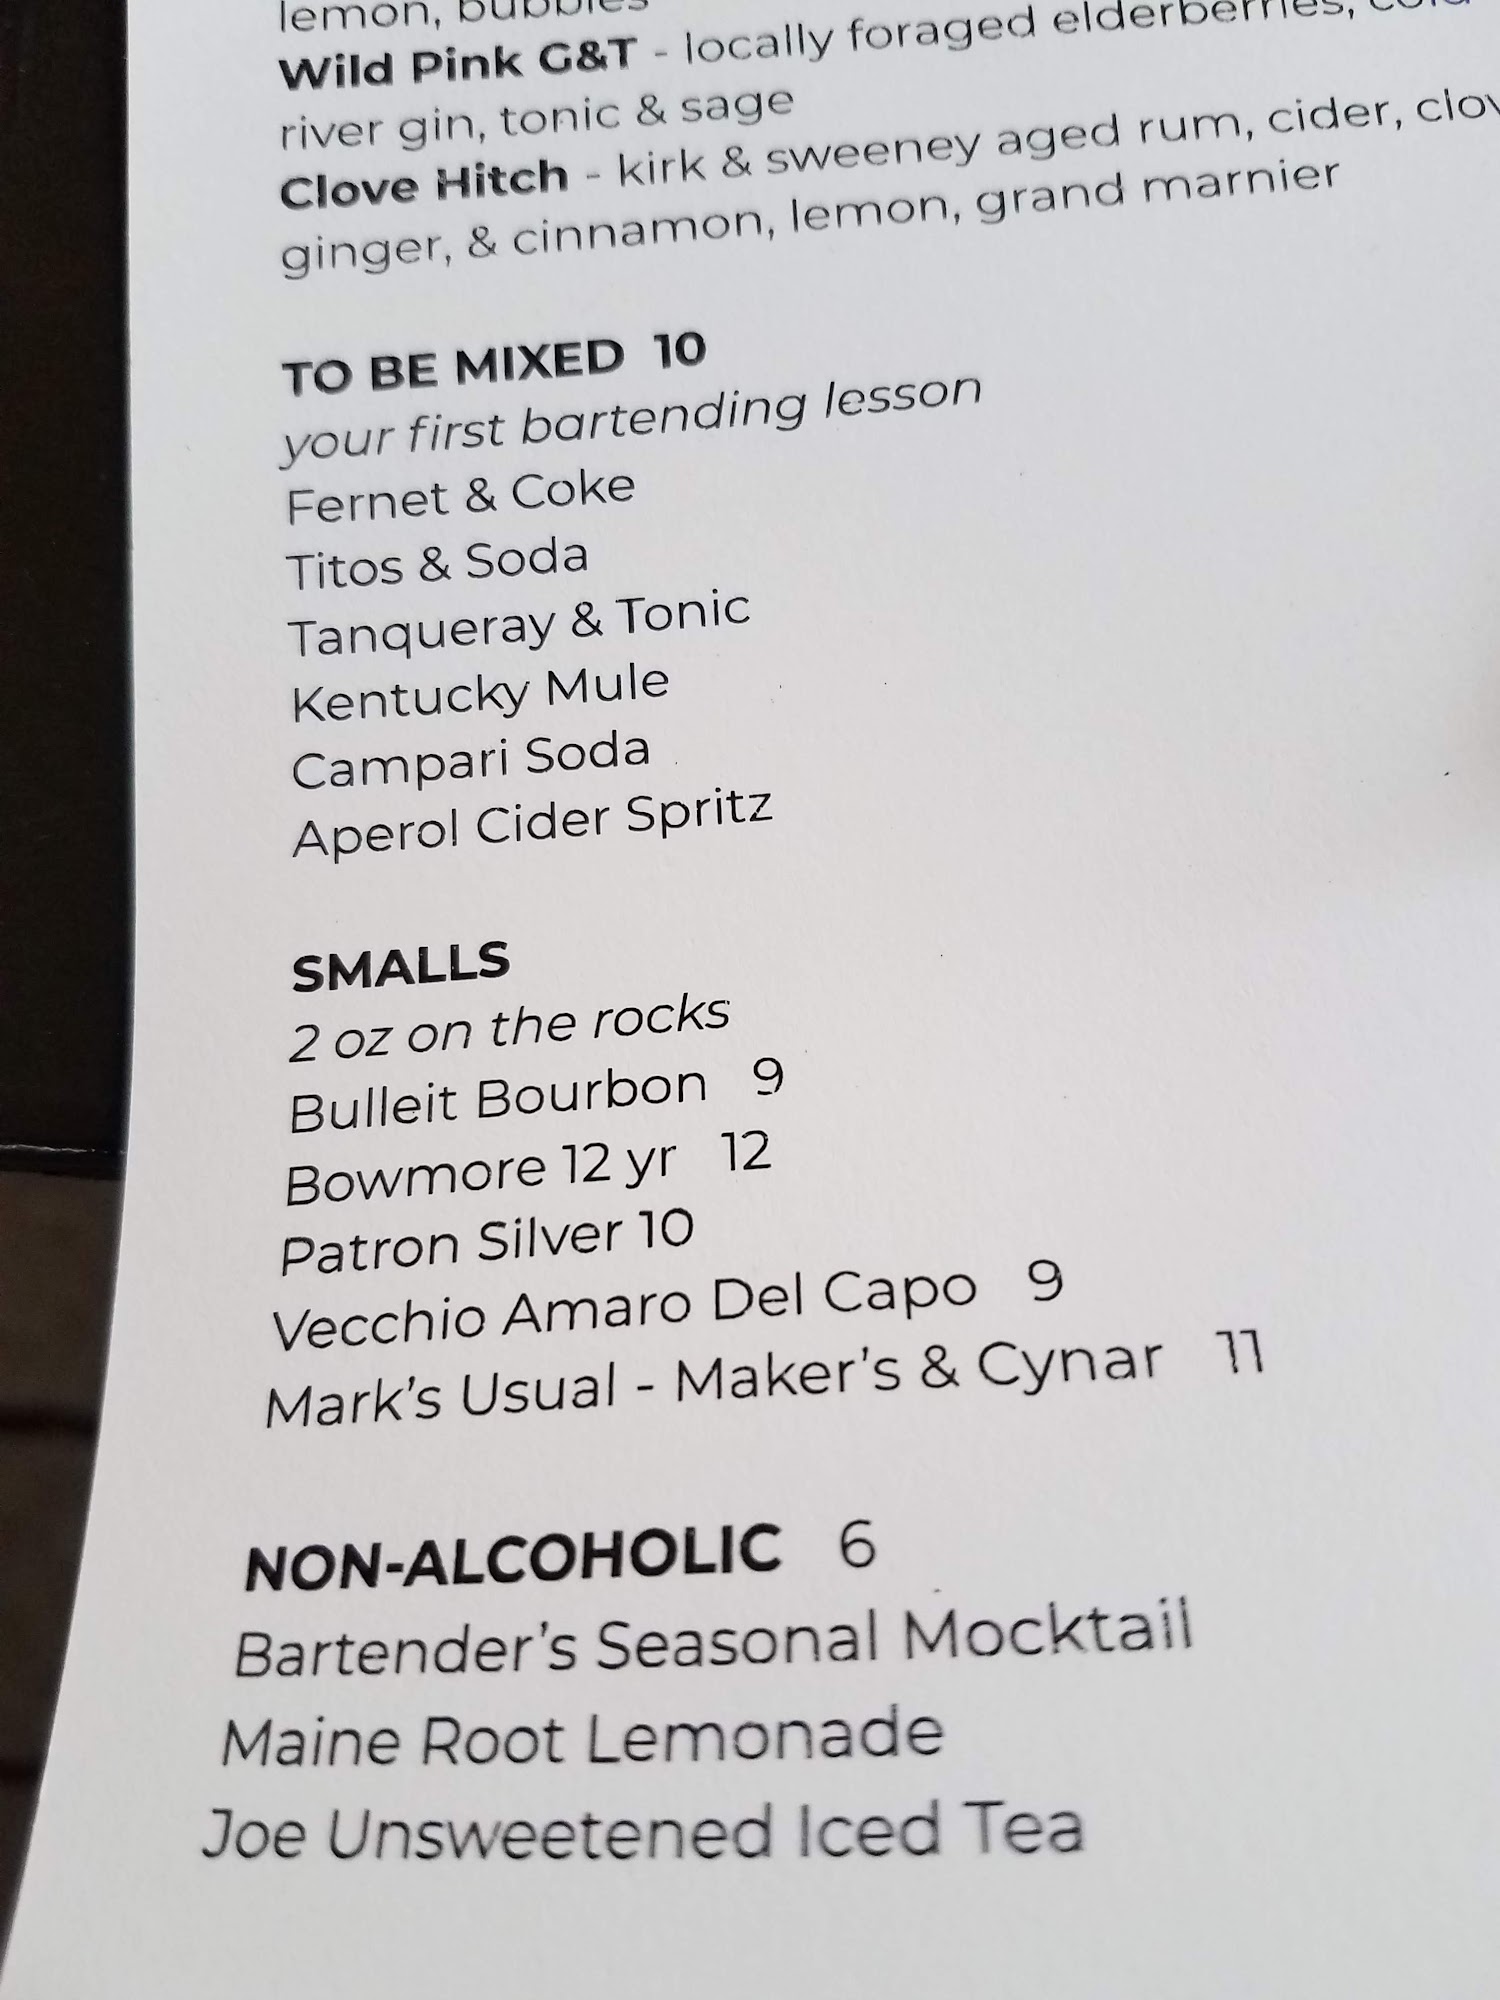 lemon, bubbles
Wild Pink G&T - locally foraged elderberries, cold
river gin, tonic & sage
Clove Hitch - kirk & sweeney aged rum, cider,
ginger, & cinnamon, lemon, grand marnier
TO BE MIXED 10
your first bartending lesson
Fernet & Coke
Titos & Soda
Tanqueray & Tonic
Kentucky Mule
Campari Soda
Aperol Cider Spritz
SMALLS
2 oz on the rocks
Bulleit Bourbon 9
Bowmore 12 yr 12
Patron Silver 10
Vecchio Amaro Del Capo 9
Mark's Usual - Maker's & Cynar 11
NON-ALCOHOLIC 6
Bartender's Seasonal Mocktail
Maine Root Lemonade
Joe Unsweetened Iced Tea